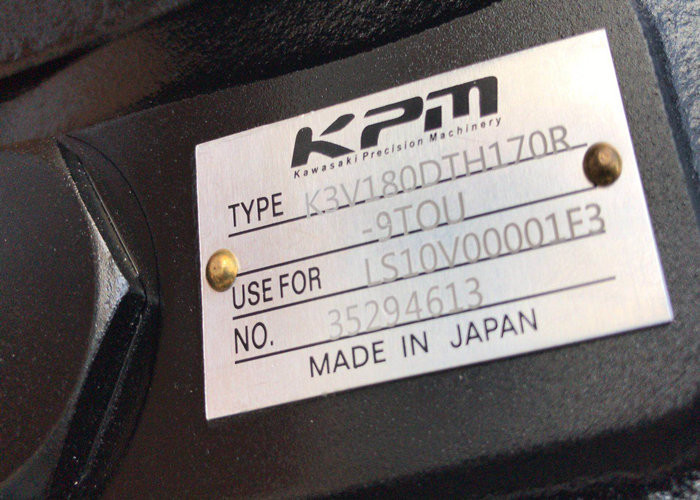 KPM
Kawasaki Precision Machinery
TYPE K3V180DTH170R
-9TOU
USE FOR LS10V00001F3
NO. 35294613
MADE IN JAPAN